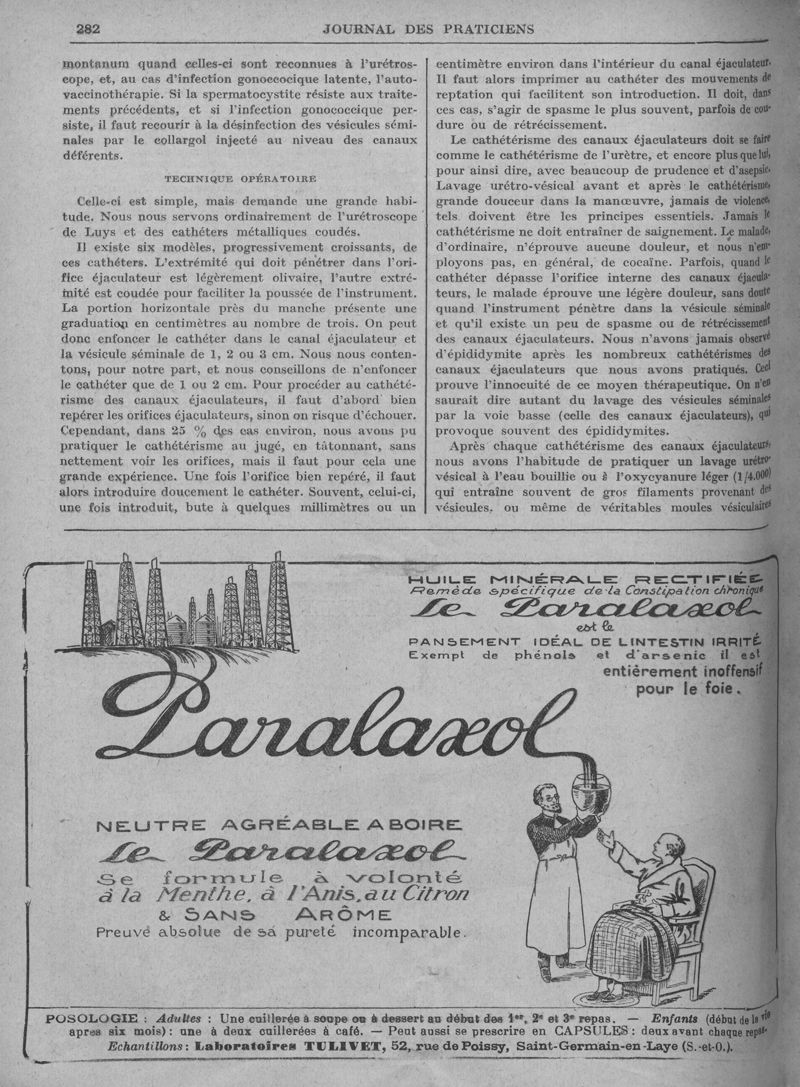 282
JOURNAL DES PRATICIENS
montanum quand celles-ci sont reconnues à l'urétros-
cope, et, au cas d'infection gonococcique latente, l'auto-
vaccinothérapie. Si la spermatocystite résiste aux traite-
ments précédents, et si l'infection gonococcique per-
siste, il faut recourir à la désinfection des vésicules sémi-
nales par le collargol injecté au niveau des canaux
déférents.
TECHNIQUE OPÉRATOIRE
Celle-ci est simple, mais demande une grande habi-
tude. Nous nous servons ordinairement de l'urétroscope
de Luys et des cathéters métalliques coudés.
Il existe six modèles, progressivement croissants, de
ces cathéters. L'extrémité qui doit pénétrer dans l'ori-
fice éjaculateur est légèrement olivaire, l'autre extré-
mité est coudée pour faciliter la poussée de l'instrument.
La portion horizontale près du manche présente une
graduation en centimètres au nombre de trois. On peut
donc enfoncer le cathéter dans le canal éjaculateur et
la vésicule séminale de 1, 2 ou 3 cm. Nous nous conten-
tons, pour notre part, et nous conseillons de n'enfoncer
le cathéter que de 1 ou 2 cm. Pour procéder au cathété-
risme des canaux éjaculateurs, il faut d'abord bien
repérer les orifices éjaculateurs, sinon on risque d'échouer.
Cependant, dans 25 % des cas environ, nous avons pu
pratiquer le cathétérisme au jugé, en tâtonnant, sans
nettement voir les orifices, mais il faut pour cela une
grande expérience. Une fois l'orifice bien repéré, il faut
alors introduire doucement le cathéter. Souvent, celui-ci,
une fois introduit, bute à quelques millimètres ou un
centimètre environ dans l'intérieur du canal éjaculateur.
Il faut alors imprimer au cathéter des mouvements de
reptation qui facilitent son introduction. Il doit, dans
ces cas, s'agir de spasme le plus souvent, parfois de cou-
dure ou de rétrécissement.
Le cathétérisme des canaux éjaculateurs doit se faire
comme le cathétérisme de l'urètre, et encore plus que lui,
pour ainsi dire, avec beaucoup de prudence et d'asepsie.
Lavage urétro-vésical avant et après le cathétérisme,
grande douceur dans la manœuvre, jamais de violence,
tels doivent être les principes essentiels. Jamais le
cathétérisme ne doit entraîner de saignement. Le malade,
d'ordinaire, n'éprouve aucune douleur, et nous n'em-
ployons pas, en général, de cocaïne. Parfois, quand le
cathéter dépasse l'orifice interne des canaux éjacula-
teurs, le malade éprouve une légère douleur, sans doute
quand l'instrument pénètre dans la vésicule séminale
et qu'il existe un peu de spasme ou de rétrécissement
des canaux éjaculateurs. Nous n'avons jamais observé
d'épididymite après les nombreux cathétérismes des
canaux éjaculateurs que nous avons pratiqués. Ceci
prouve l'innocuité de ce moyen thérapeutique. On n'en
saurait dire autant du lavage des vésicules séminales
par la voie basse (celle des canaux éjaculateurs), qui
provoque souvent des épididymites.
Après chaque cathétérisme des canaux éjaculateurs,
nous avons l'habitude de pratiquer un lavage urétro-
vésical à l'eau bouillie ou à l'oxycyanure léger (1/4.000)
qui entraîne souvent de gros filaments provenant des
vésicules, ou même de véritables moules vésiculaires
HUILE MINÉRALE RECTIFIÉE
Remède spécifique de la Constipation chronique
Le Paralaxol
est le
PANSEMENT IDÉAL DE L'INTESTIN IRRITÉ
Exempt de phénols et d'arsenic il est
entièrement inoffensif
pour le foie.
Paralaxol
NEUTRE AGRÉABLE A BOIRE
Le Paralaxol
Se formule à volonté
à la Menthe, à l'Anis, au Citron
& SANS ARÔME
Preuve absolue de sa pureté incomparable.
POSOLOGIE : Adultes : Une cuillerée à soupe ou à dessert au début des 1er, 2e et 3e repas. — Enfants (début de la vie
après six mois) : une à deux cuillerées à café. — Peut aussi se prescrire en CAPSULES : deux avant chaque repas.
Echantillons : Laboratoires TULIVET, 52, rue de Poissy, Saint-Germain-en-Laye (S.-et-O.).